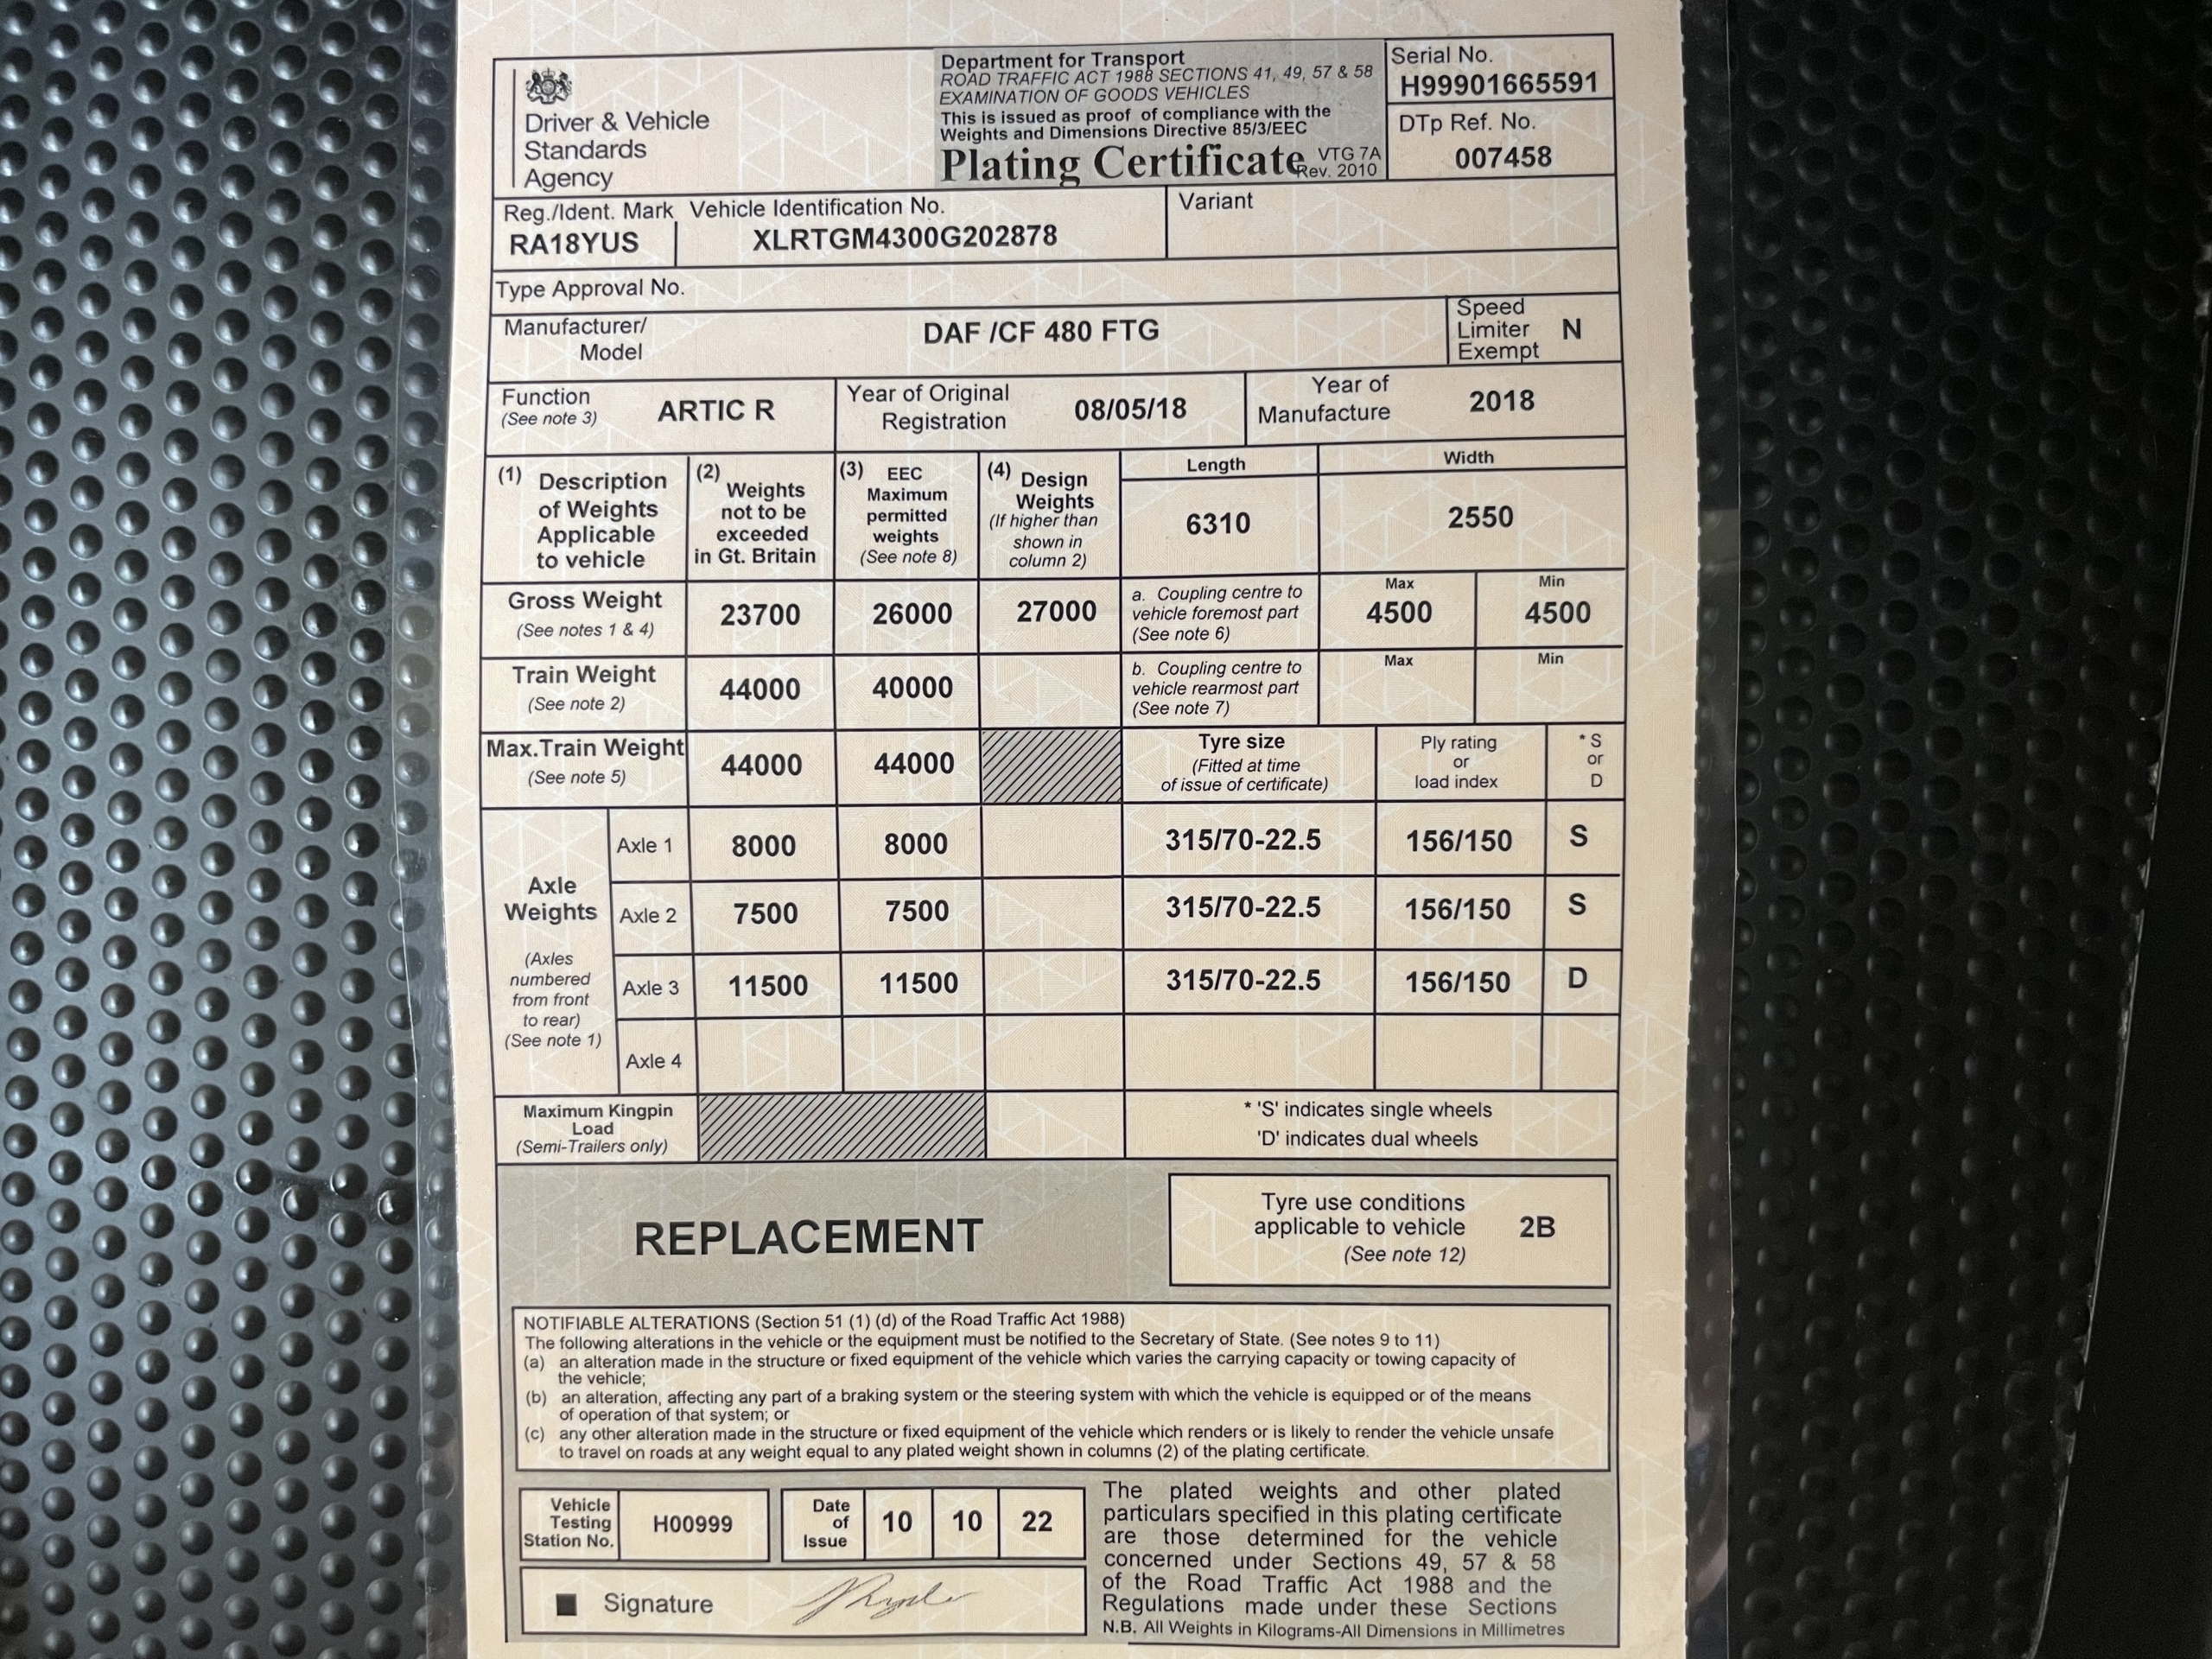 Driver & Vehicle
Standards
Agency
Department for Transport
ROAD TRAFFIC ACT 1988 SECTIONS 41, 49, 57 & 58
EXAMINATION OF GOODS VEHICLES
This is issued as proof of compliance with the
Weights and Dimensions Directive 85/3/EEC
Plating Certificate VTG 7A
Rev. 2010
Serial No.
H99901665591
DTp Ref. No.
007458
Reg./Ident. Mark Vehicle Identification No. Variant
RA18YUS XLRTGM4300G202878
Type Approval No.
Manufacturer/
Model
DAF /CF 480 FTG
Speed
Limiter
Exempt
N
Function
(See note 3)
ARTIC R
Year of Original
Registration
08/05/18
Year of
Manufacture
2018
(1) Description
of Weights
Applicable
to vehicle
(2)
Weights
not to be
exceeded
in Gt. Britain
(3) EEC
Maximum
permitted
weights
(See note 8)
(4) Design
Weights
(If higher than
shown in
column 2)
Length
6310
Width
2550
Gross Weight
(See notes 1 & 4)
23700 26000 27000
a. Coupling centre to
vehicle foremost part
(See note 6)
Max
4500
Min
4500
Train Weight
(See note 2)
44000 40000
b. Coupling centre to
vehicle rearmost part
(See note 7)
Max Min
Max.Train Weight
(See note 5)
44000 44000
Tyre size
(Fitted at time
of issue of certificate)
Ply rating
or
load index
* S
or
D
Axle
Weights
(Axles
numbered
from front
to rear)
(See note 1)
Axle 1 8000 8000 315/70-22.5 156/150 S
Axle 2 7500 7500 315/70-22.5 156/150 S
Axle 3 11500 11500 315/70-22.5 156/150 D
Axle 4
Maximum Kingpin
Load
(Semi-Trailers only)
* 'S' indicates single wheels
'D' indicates dual wheels
REPLACEMENT
Tyre use conditions
applicable to vehicle
(See note 12)
2B
NOTIFIABLE ALTERATIONS (Section 51 (1) (d) of the Road Traffic Act 1988)
The following alterations in the vehicle or the equipment must be notified to the Secretary of State. (See notes 9 to 11)
(a) an alteration made in the structure or fixed equipment of the vehicle which varies the carrying capacity or towing capacity of
the vehicle;
(b) an alteration, affecting any part of a braking system or the steering system with which the vehicle is equipped or of the means
of operation of that system; or
(c) any other alteration made in the structure or fixed equipment of the vehicle which renders or is likely to render the vehicle unsafe
to travel on roads at any weight equal to any plated weight shown in columns (2) of the plating certificate.
Vehicle
Testing
Station No.
H00999
Date
of
Issue
10 10 22
Signature
The plated weights and other plated
particulars specified in this plating certificate
are those determined for the vehicle
concerned under Sections 49, 57 & 58
of the Road Traffic Act 1988 and the
Regulations made under these Sections
N.B. All Weights in Kilograms-All Dimensions in Millimetres